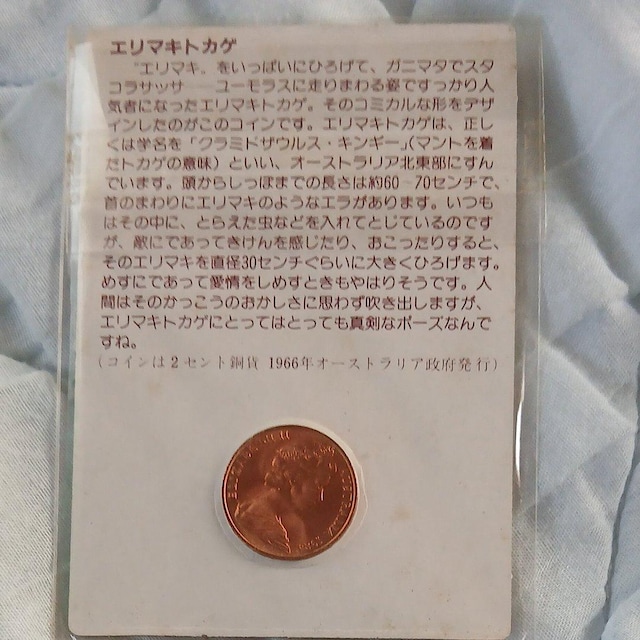 エリマキトカゲ
"エリマキ〟をいっぱいにひろげて、ガニマタでスタ
コラサッサ——ユーモラスに走りまわる姿ですっかり人
気者になったエリマキトカゲ。そのコミカルな形をデザ
インしたのがこのコインです。エリマキトカゲは、正し
くは学名を「クラミドザウルス・キンギー」(マントを着
たトカゲの意味)といい、オーストラリア北東部にすん
でいます。頭からしっぽまでの長さは約60〜70センチで、
首のまわりにエリマキのようなエラがあります。いつも
はその中に、とらえた虫などを入れてとじているのです
が、敵にであってきけんを感じたり、おこったりすると、
そのエリマキを直径30センチぐらいに大きくひろげます。
めすにであって愛情をしめすときもやりそうです。人
間はそのかっこうのおかしさに思わず吹き出しますが、
エリマキトカゲにとってはとっても真剣なポーズなんで
すね。
(コインは2セント銅貨 1966年オーストラリア政府発行)
ELIZABETH II
AUSTRALIA